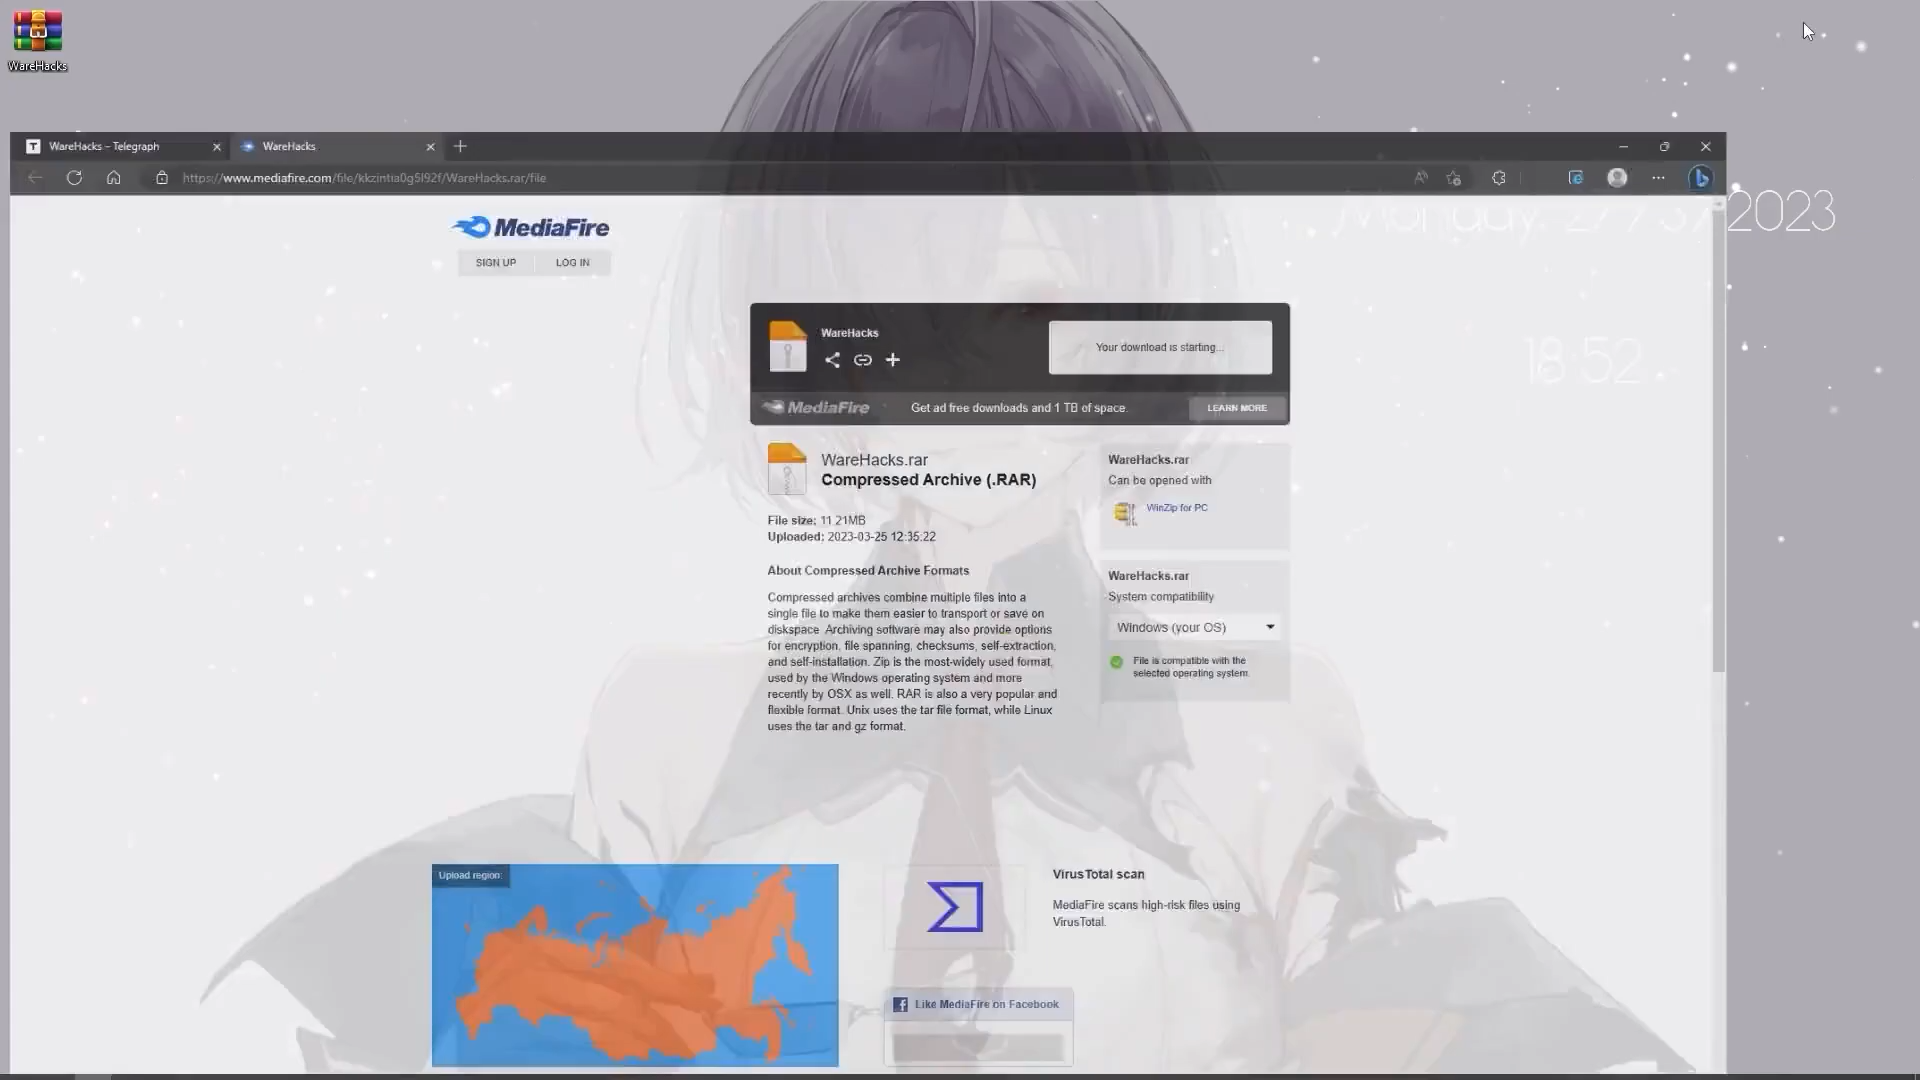 WareHacks
WareHacks – Telegraph
WareHacks
https://www.mediafire.com/file/kkzintia0g5l92f/WareHacks.rar/file
MediaFire
SIGN UP
LOG IN
2023
18:52
WareHacks
Your download is starting...
MediaFire
Get ad free downloads and 1 TB of space.
LEARN MORE
WareHacks.rar
Compressed Archive (.RAR)
File size: 11.21MB
Uploaded: 2023-03-25 12:35:22
About Compressed Archive Formats
Compressed archives combine multiple files into a
single file to make them easier to transport or save on
diskspace. Archiving software may also provide options
for encryption, file spanning, checksums, self-extraction,
and self-installation. Zip is the most-widely used format,
used by the Windows operating system and more
recently by OSX as well. RAR is also a very popular and
flexible format. Unix uses the tar file format, while Linux
uses the tar and gz format.
WareHacks.rar
Can be opened with
WinZip for PC
WareHacks.rar
System compatibility
Windows (your OS)
File is compatible with the
selected operating system.
Upload region:
VirusTotal scan
MediaFire scans high-risk files using
VirusTotal.
Like MediaFire on Facebook